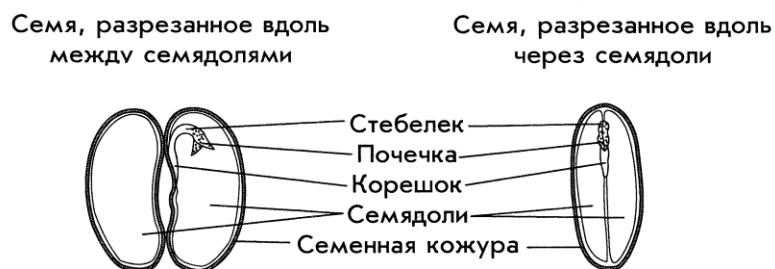 Семя, разрезанное вдоль
между семядолями
Семя, разрезанное вдоль
через семядоли
Стебелек
Почечка
Корешок
Семядоли
Семенная кожура